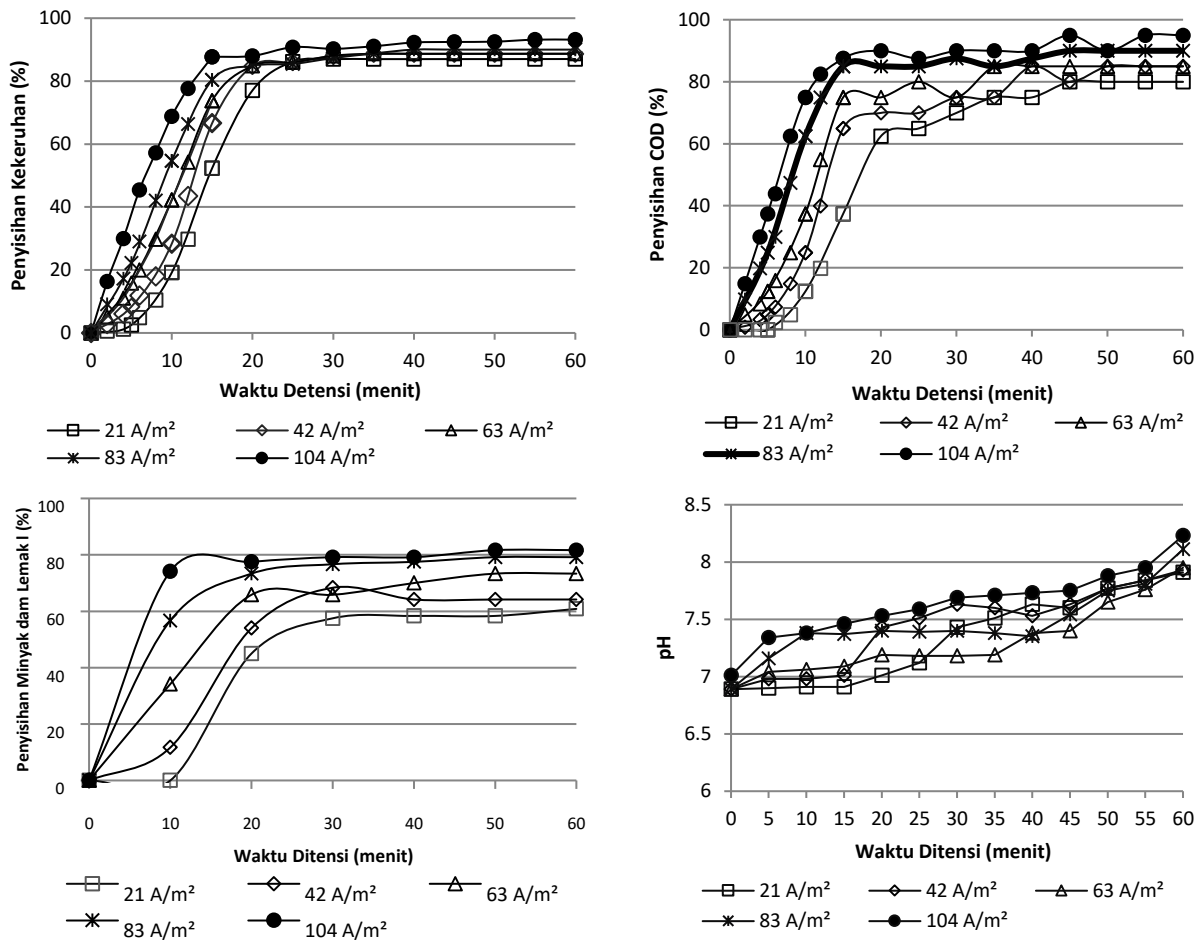 Penyisihan Kekeruhan (%)
100
80
60
40
20
0
0 10 20 30 40 50 60
Waktu Detensi (menit)
21 A/m² 42 A/m² 63 A/m²
83 A/m² 104 A/m²
Penyisihan COD (%)
100
80
60
40
20
0
0 10 20 30 40 50 60
Waktu Detensi (menit)
21 A/m² 42 A/m² 63 A/m²
83 A/m² 104 A/m²
Penyisihan Minyak dam Lemak I (%)
100
80
60
40
20
0
0 10 20 30 40 50 60
Waktu Ditensi (menit)
21 A/m² 42 A/m² 63 A/m²
83 A/m² 104 A/m²
pH
8.5
8
7.5
7
6.5
6
0 5 10 15 20 25 30 35 40 45 50 55 60
Waktu Ditensi (menit)
21 A/m² 42 A/m² 63 A/m²
83 A/m² 104 A/m²